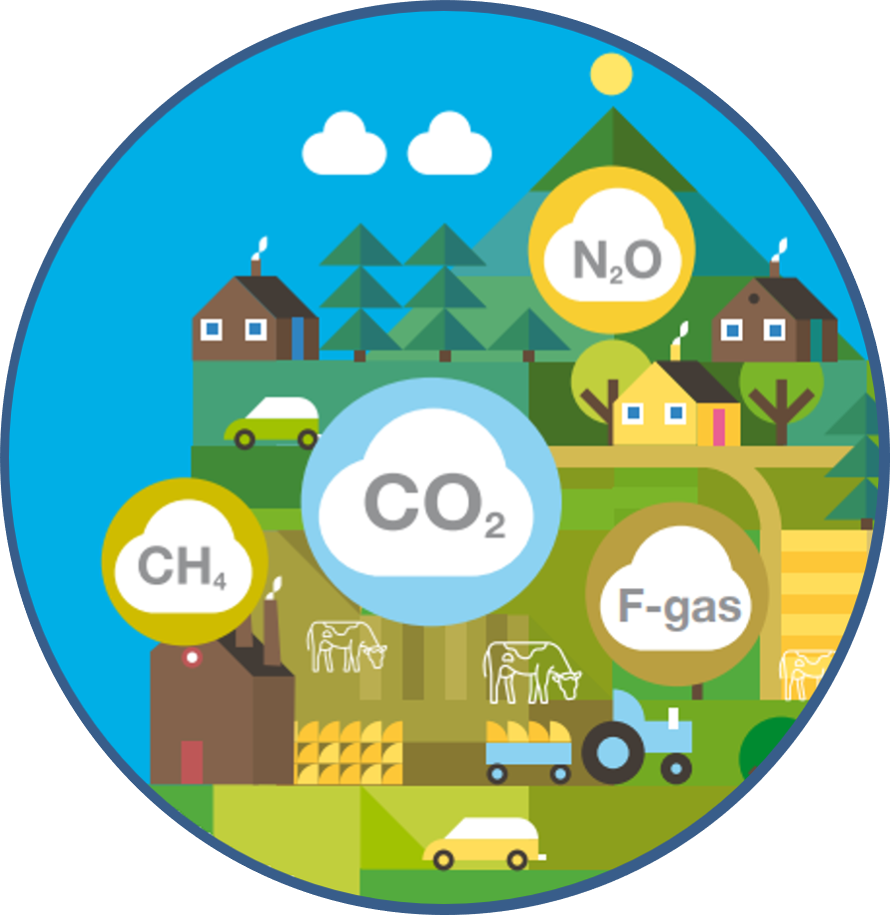 N₂O
CO₂
CH₄
F-gas